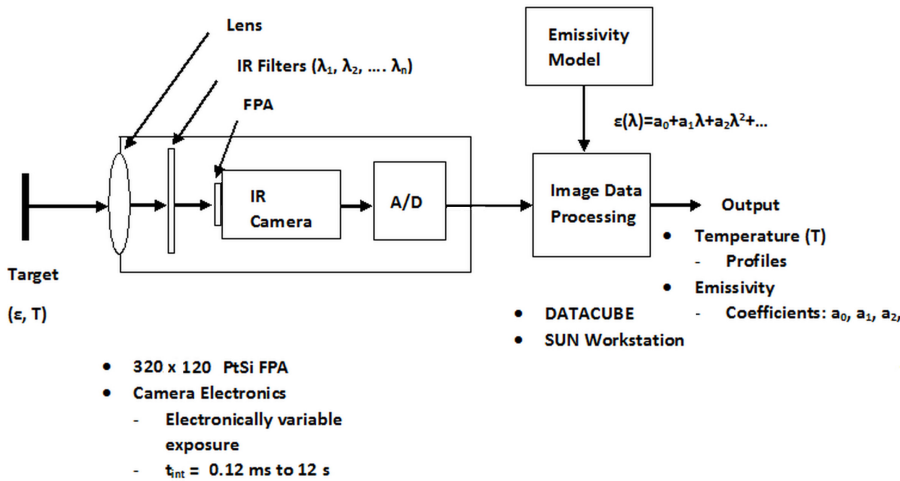 Lens
IR Filters (λ₁, λ₂, .... λₙ)
FPA
Emissivity
Model
ε(λ)=a₀+a₁λ+a₂λ²+...
IR
Camera
A/D
Image Data
Processing
Output
Target
(ε, T)
• Temperature (T)
- Profiles
• Emissivity
- Coefficients: a₀, a₁, a₂,
• DATACUBE
• SUN Workstation
• 320 x 120 PtSi FPA
• Camera Electronics
- Electronically variable
exposure
- tᵢₙₜ = 0.12 ms to 12 s